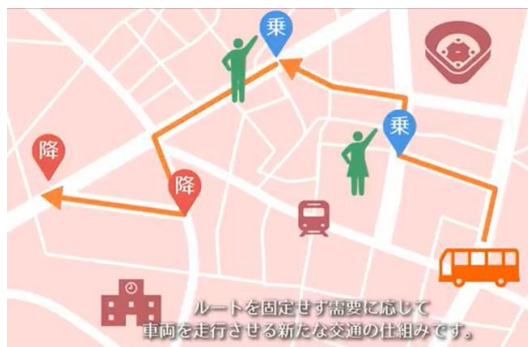 乗
乗
降
降
ルートを固定せず需要に応じて
車両を走行させる新たな交通の仕組みです。